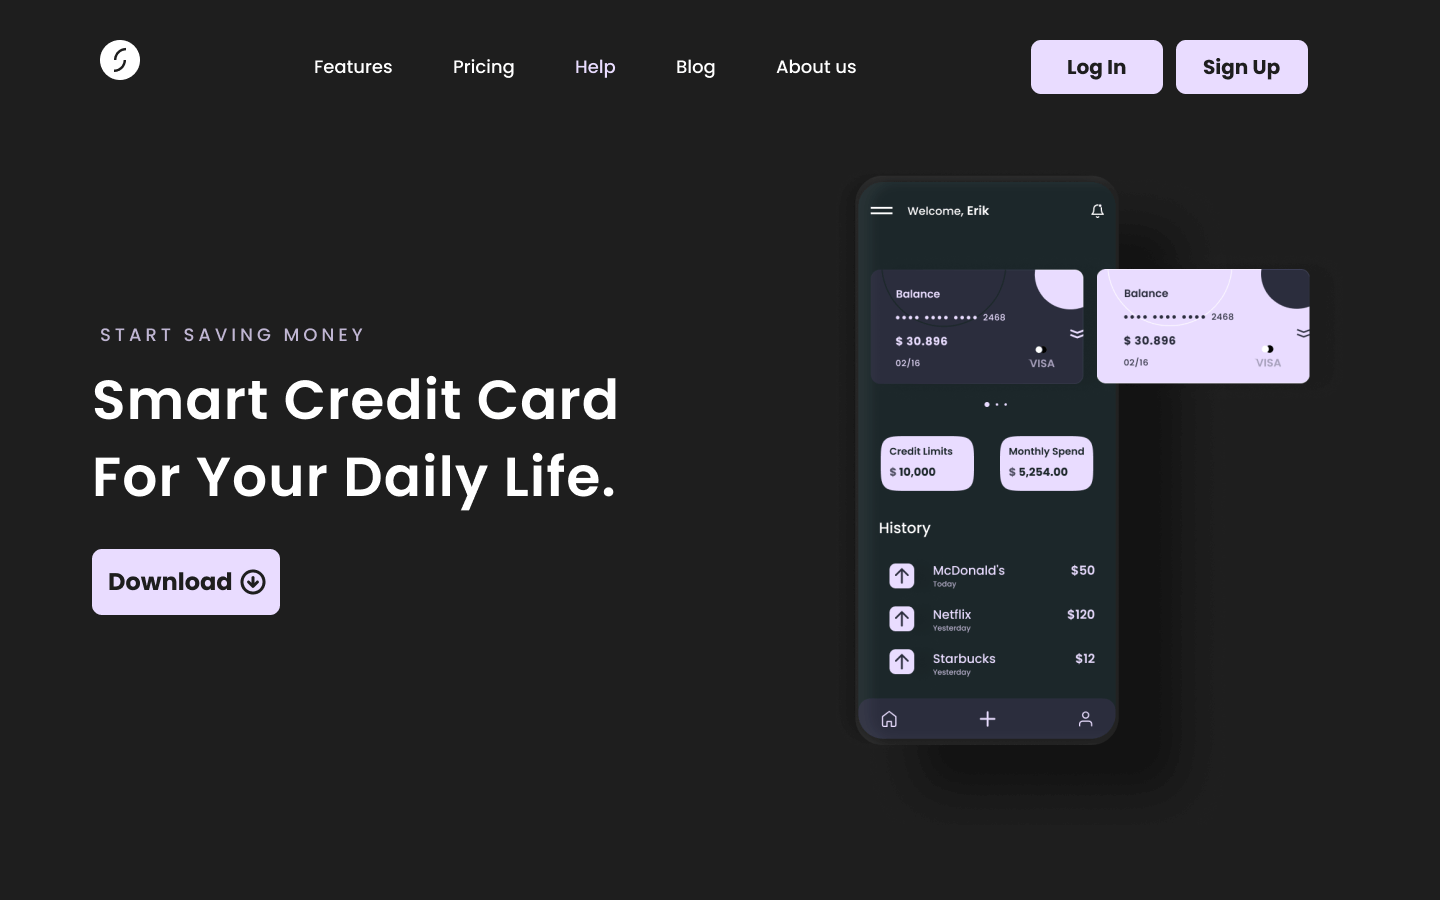 Features Pricing Help Blog About us Log In Sign Up
START SAVING MONEY
Smart Credit Card
For Your Daily Life.
Download
Welcome, Erik
Balance
•••• •••• •••• 2468
$ 30.896
02/16
VISA
Balance
•••• •••• •••• 2468
$ 30.896
02/16
VISA
Credit Limits
$ 10,000
Monthly Spend
$ 5,254.00
History
McDonald's $50
Today
Netflix $120
Yesterday
Starbucks $12
Yesterday